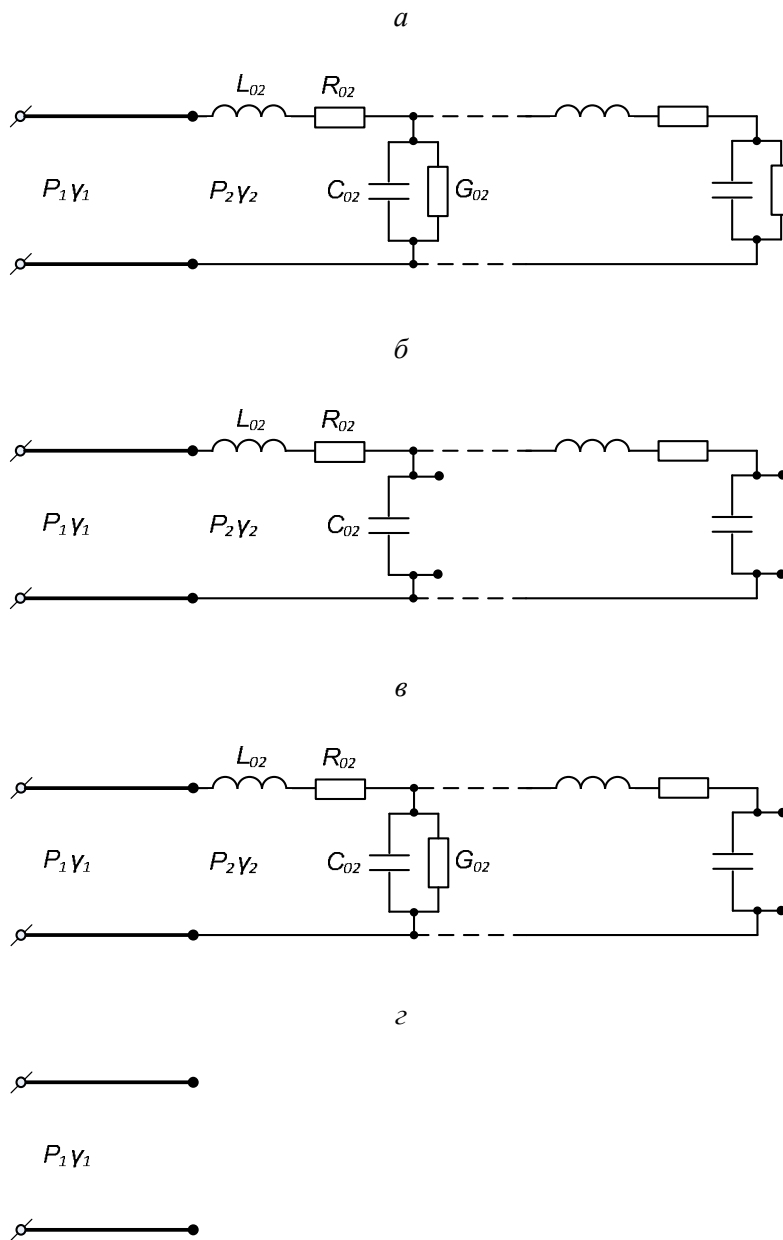 а
L₀₂ R₀₂
P₁γ₁ P₂γ₂ C₀₂ G₀₂
б
L₀₂ R₀₂
P₁γ₁ P₂γ₂ C₀₂
в
L₀₂ R₀₂
P₁γ₁ P₂γ₂ C₀₂ G₀₂
г
P₁γ₁